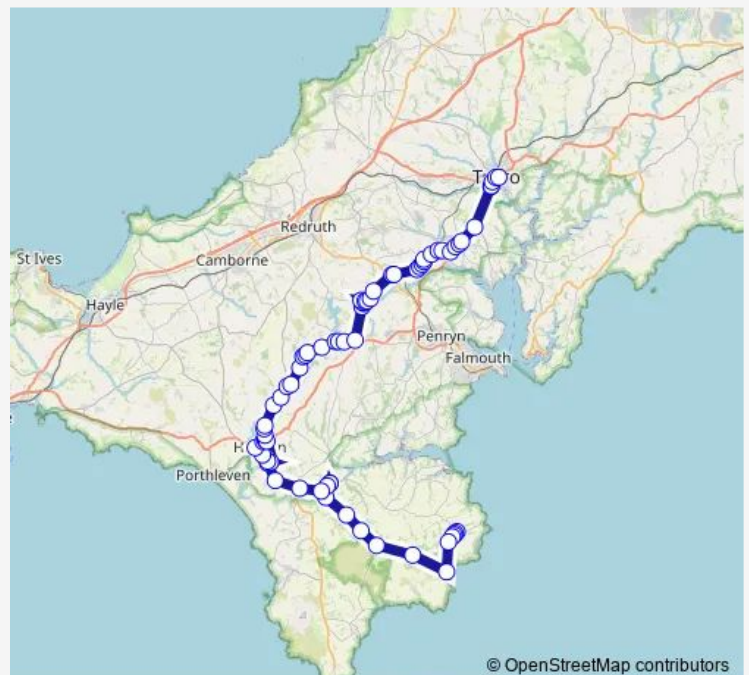 Redruth
St Ives
Camborne
Hayle
Penryn
Falmouth
Porthleven
© OpenStreetMap contributors